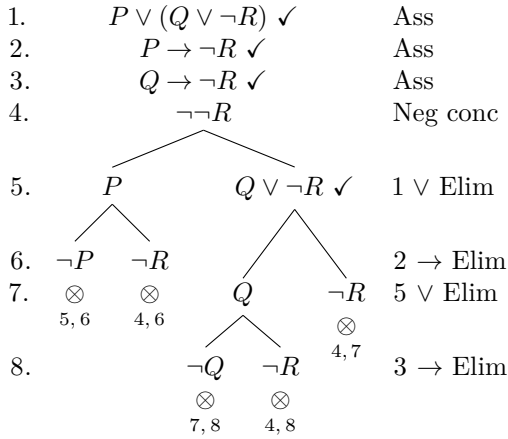 1. P ∨ (Q ∨ ¬R) ✓ Ass
2. P → ¬R ✓ Ass
3. Q → ¬R ✓ Ass
4. ¬¬R Neg conc
5. P Q ∨ ¬R ✓ 1 ∨ Elim
6. ¬P ¬R 2 → Elim
7. ⊗ ⊗ Q ¬R 5 ∨ Elim
5, 6 4, 6 ⊗
4, 7
8. ¬Q ¬R 3 → Elim
⊗ ⊗
7, 8 4, 8